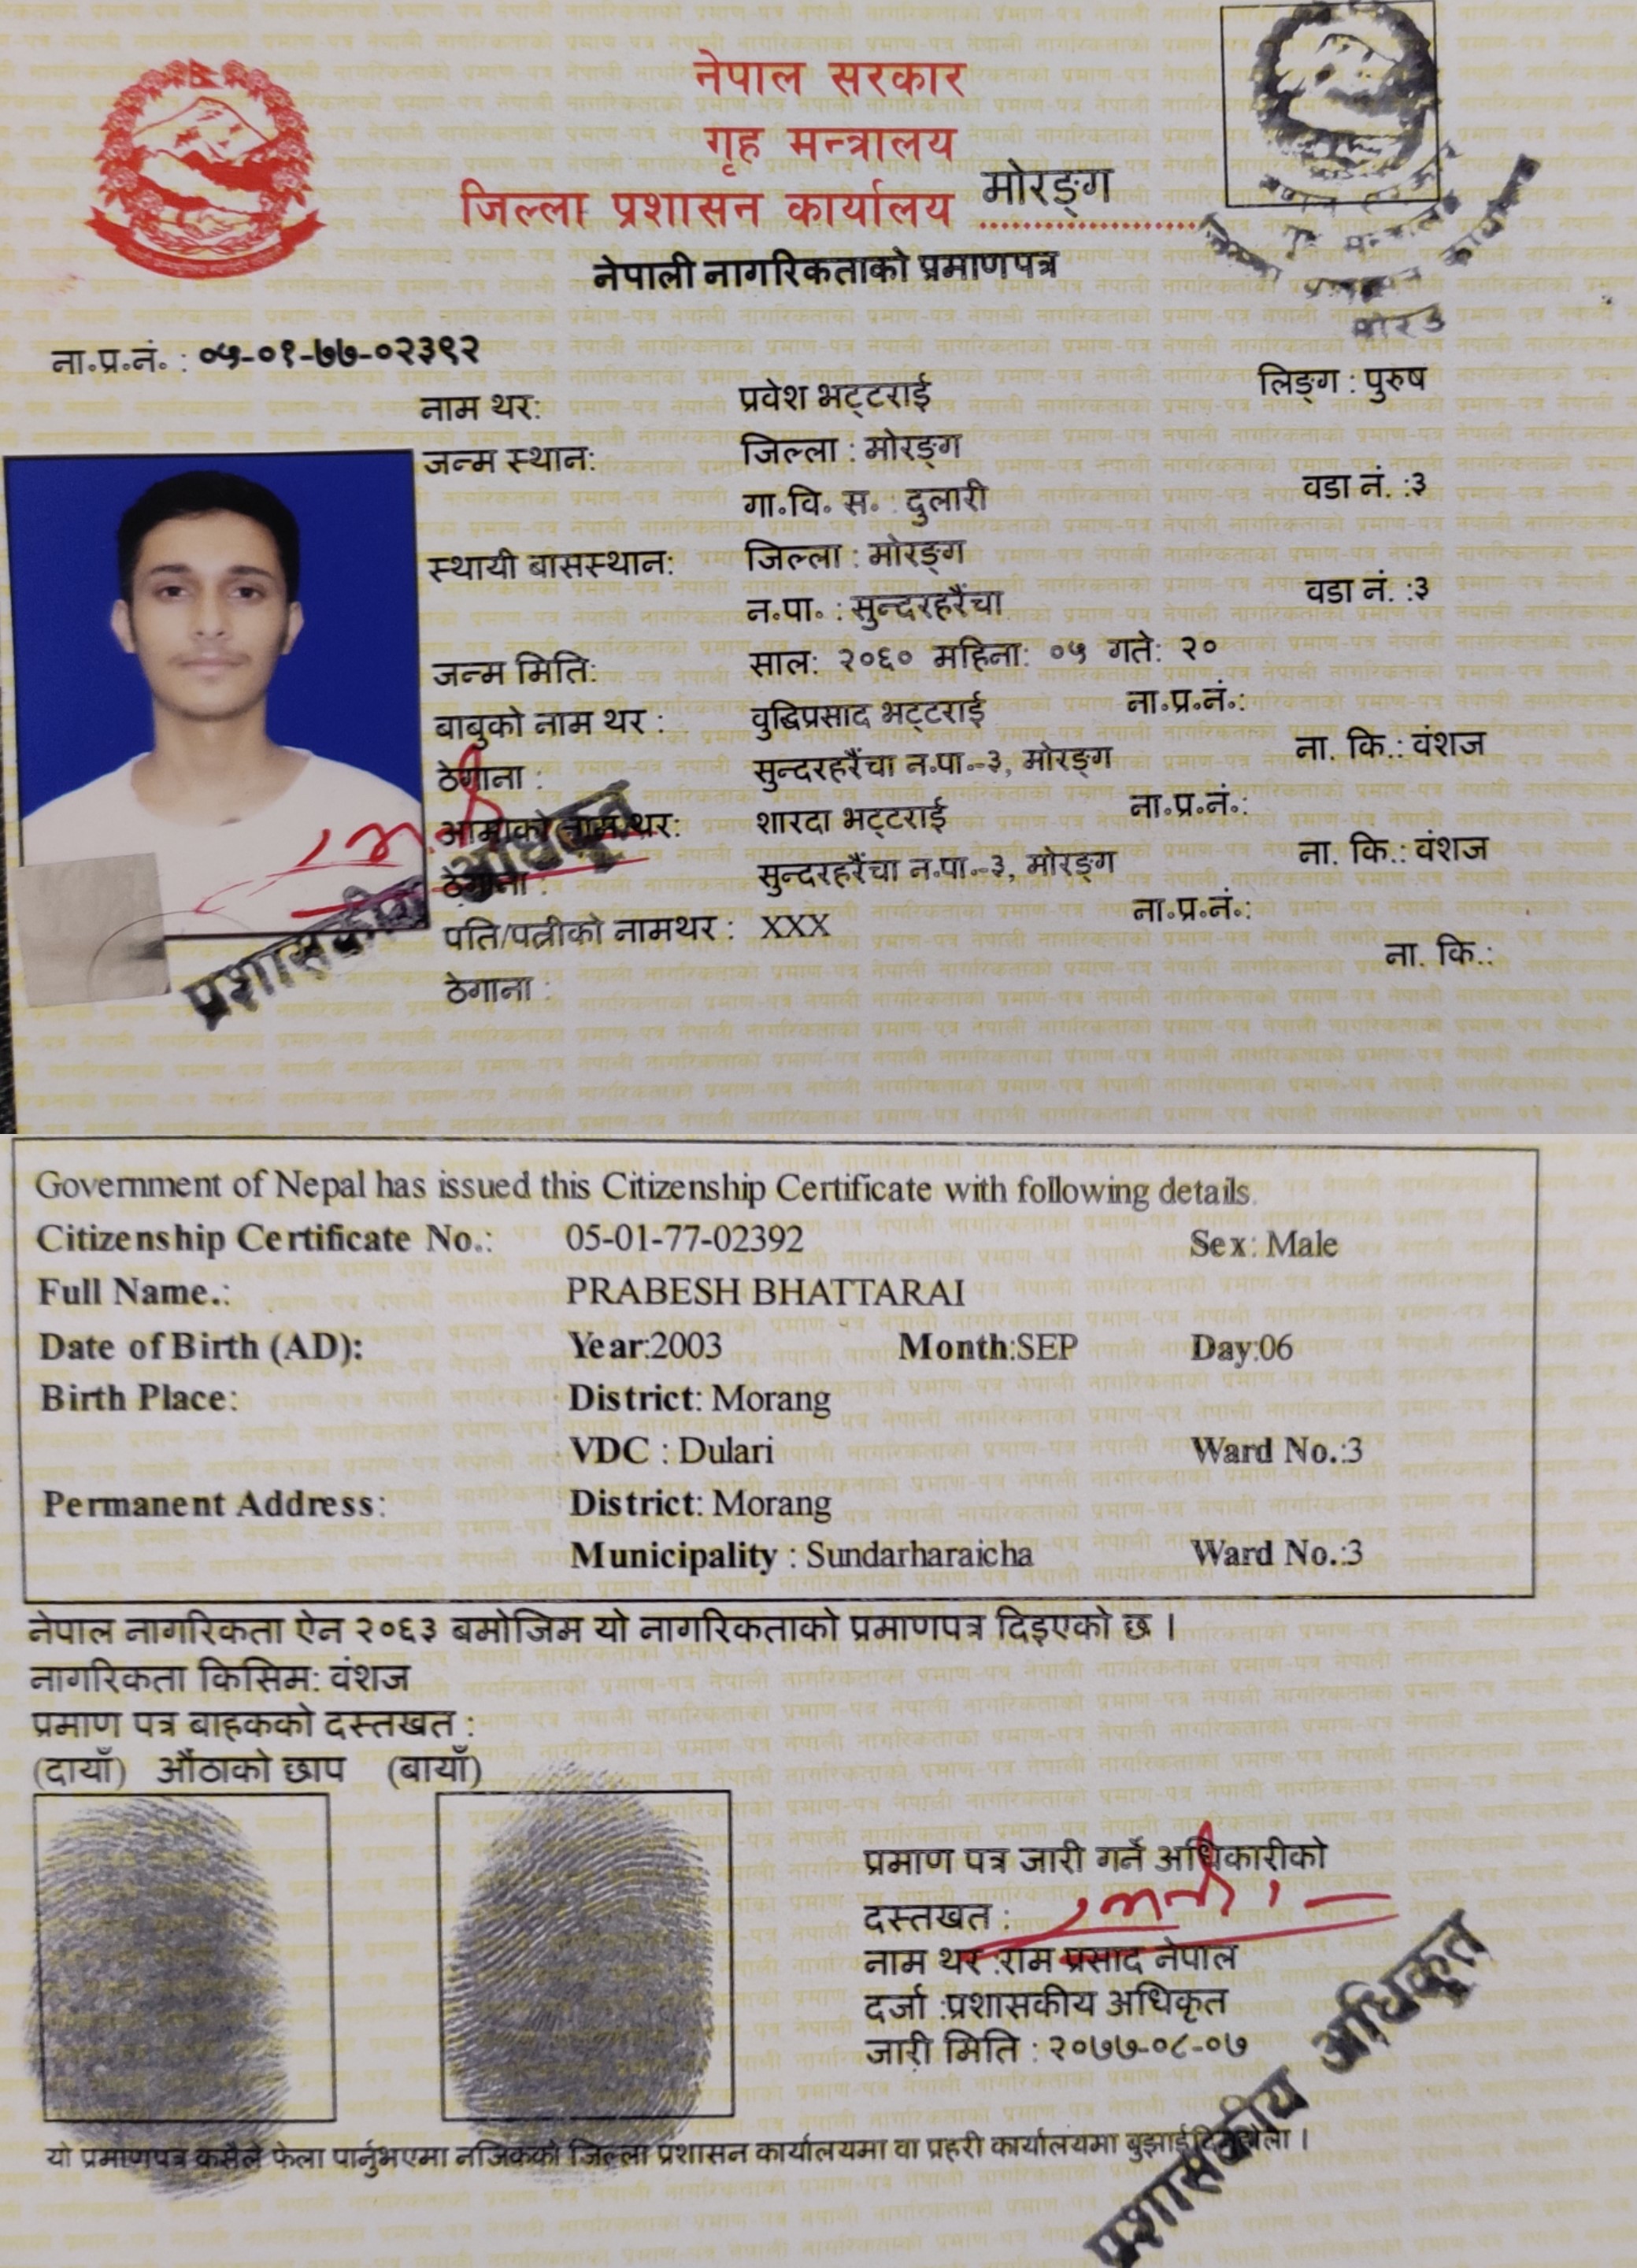 नेपाल सरकार
गृह मन्त्रालय
जिल्ला प्रशासन कार्यालय मोरङ्ग
नेपाली नागरिकताको प्रमाणपत्र
ना.प्र.नं. : ०५-०१-७७-०२३९२
लिङ्ग : पुरुष
नाम थर: प्रवेश भट्टराई
जन्म स्थान: जिल्ला : मोरङ्ग
गा.वि. स. : दुलारी वडा नं. :३
स्थायी बासस्थान: जिल्ला : मोरङ्ग
न.पा. : सुन्दरहरैंचा वडा नं. :३
जन्म मिति: साल: २०६० महिना: ०५ गते: २०
बाबुको नाम थर : वुद्धिप्रसाद भट्टराई ना.प्र.नं.:
ठेगाना : सुन्दरहरैंचा न.पा.-३, मोरङ्ग ना. कि.: वंशज
आमाको नाम थर: शारदा भट्टराई ना.प्र.नं.:
ठेगाना : सुन्दरहरैंचा न.पा.-३, मोरङ्ग ना. कि.: वंशज
पति/पत्नीको नामथर : XXX ना.प्र.नं.:
ठेगाना : ना. कि.:
प्रशासकीय अधिकृत
Government of Nepal has issued this Citizenship Certificate with following details.
Citizenship Certificate No.: 05-01-77-02392 Sex: Male
Full Name.: PRABESH BHATTARAI
Date of Birth (AD): Year:2003 Month:SEP Day:06
Birth Place: District: Morang
VDC : Dulari Ward No.:3
Permanent Address: District: Morang
Municipality : Sundarharaicha Ward No.:3
नेपाल नागरिकता ऐन २०६३ बमोजिम यो नागरिकताको प्रमाणपत्र दिइएको छ ।
नागरिकता किसिम: वंशज
प्रमाण पत्र बाहकको दस्तखत :
(दायाँ) औंठाको छाप (बायाँ)
प्रमाण पत्र जारी गर्ने अधिकारीको
दस्तखत :
नाम थर :राम प्रसाद नेपाल
दर्जा :प्रशासकीय अधिकृत
जारी मिति : २०७७-०८-०७
प्रशासकीय अधिकृत
यो प्रमाणपत्र कसैले फेला पार्नुभएमा नजिकको जिल्ला प्रशासन कार्यालयमा वा प्रहरी कार्यालयमा बुझाई